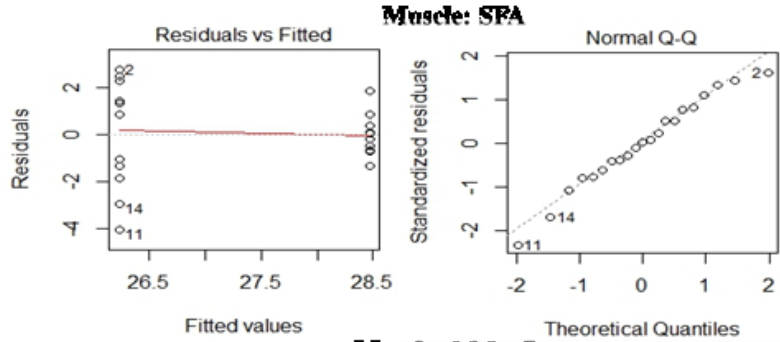 Muscle: SFA
Residuals vs Fitted
Residuals
2
0
-2
-4
2
14
11
26.5 27.5 28.5
Fitted values
Normal Q-Q
Standardized residuals
2
1
0
-1
-2
2
14
11
-2 -1 0 1 2
Theoretical Quantiles